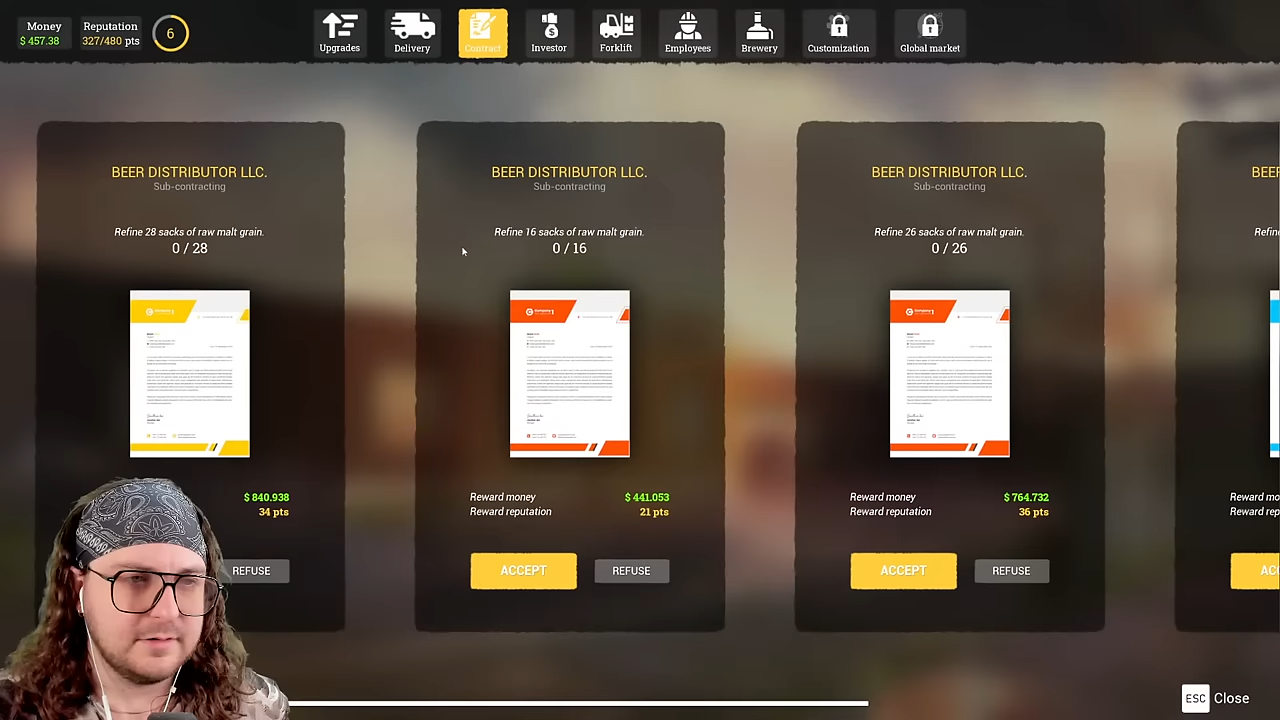 Money
$ 457.38
Reputation
327/480 pts
6
Upgrades
Delivery
Contract
Investor
Forklift
Employees
Brewery
Customization
Global market
BEER DISTRIBUTOR LLC.
Sub-contracting
Refine 28 sacks of raw malt grain.
0 / 28
$ 840.938
34 pts
REFUSE
BEER DISTRIBUTOR LLC.
Sub-contracting
Refine 16 sacks of raw malt grain.
0 / 16
Reward money
$ 441.053
Reward reputation
21 pts
ACCEPT
REFUSE
BEER DISTRIBUTOR LLC.
Sub-contracting
Refine 26 sacks of raw malt grain.
0 / 26
Reward money
$ 764.732
Reward reputation
36 pts
ACCEPT
REFUSE
ESC Close